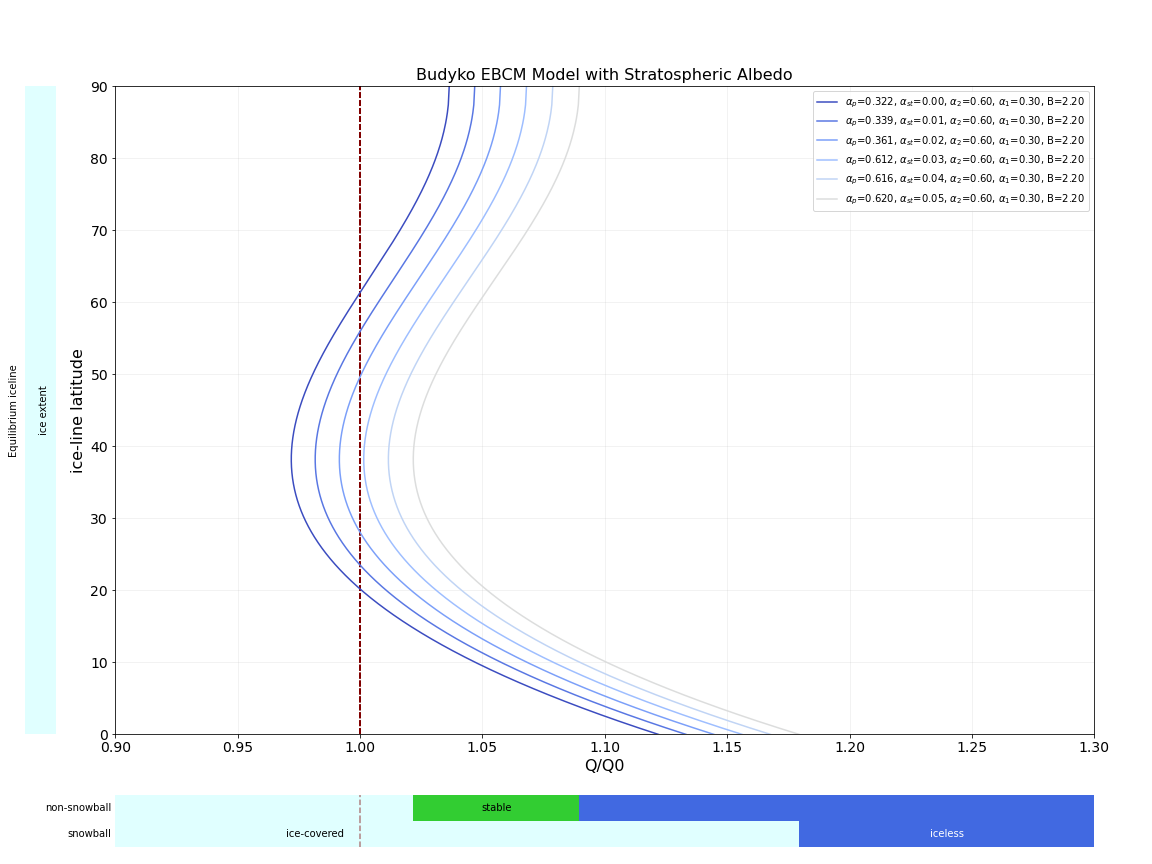 Budyko EBCM Model with Stratospheric Albedo
αp=0.322, αst=0.00, α2=0.60, α1=0.30, B=2.20
αp=0.339, αst=0.01, α2=0.60, α1=0.30, B=2.20
αp=0.361, αst=0.02, α2=0.60, α1=0.30, B=2.20
αp=0.612, αst=0.03, α2=0.60, α1=0.30, B=2.20
αp=0.616, αst=0.04, α2=0.60, α1=0.30, B=2.20
αp=0.620, αst=0.05, α2=0.60, α1=0.30, B=2.20
Equilibrium iceline
ice extent
ice-line latitude
90
80
70
60
50
40
30
20
10
0
0.90 0.95 1.00 1.05 1.10 1.15 1.20 1.25 1.30
Q/Q0
non-snowball stable
snowball ice-covered iceless